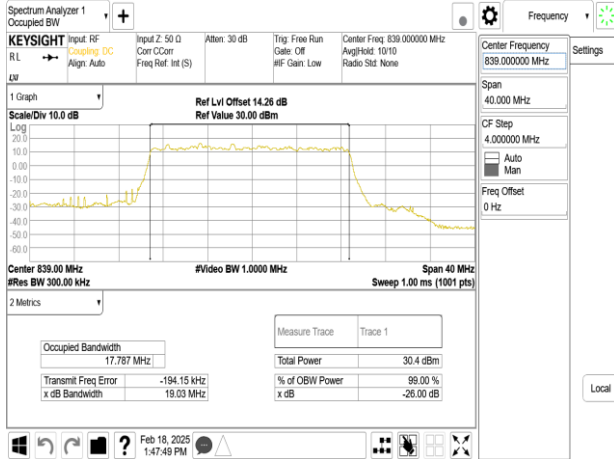 Spectrum Analyzer 1
Occupied BW
+
Frequency
KEYSIGHT
RL
Input: RF
Coupling: DC
Align: Auto
Input Z: 50 Ω
Corr CCorr
Freq Ref: Int (S)
Atten: 30 dB
Trig: Free Run
Gate: Off
#IF Gain: Low
Center Freq: 839.000000 MHz
Avg|Hold: 10/10
Radio Std: None
Center Frequency
839.000000 MHz
Settings
Span
40.000 MHz
CF Step
4.000000 MHz
Auto
Man
Freq Offset
0 Hz
Local
1 Graph
Scale/Div 10.0 dB
Ref Lvl Offset 14.26 dB
Ref Value 30.00 dBm
Log
20.0
10.0
0.00
-10.0
-20.0
-30.0
-40.0
-50.0
-60.0
Center 839.00 MHz
#Res BW 300.00 kHz
#Video BW 1.0000 MHz
Span 40 MHz
Sweep 1.00 ms (1001 pts)
2 Metrics
Measure Trace
Trace 1
Occupied Bandwidth
17.787 MHz
Total Power
30.4 dBm
Transmit Freq Error
-194.15 kHz
% of OBW Power
99.00 %
x dB Bandwidth
19.03 MHz
x dB
-26.00 dB
?
Feb 18, 2025
1:47:49 PM